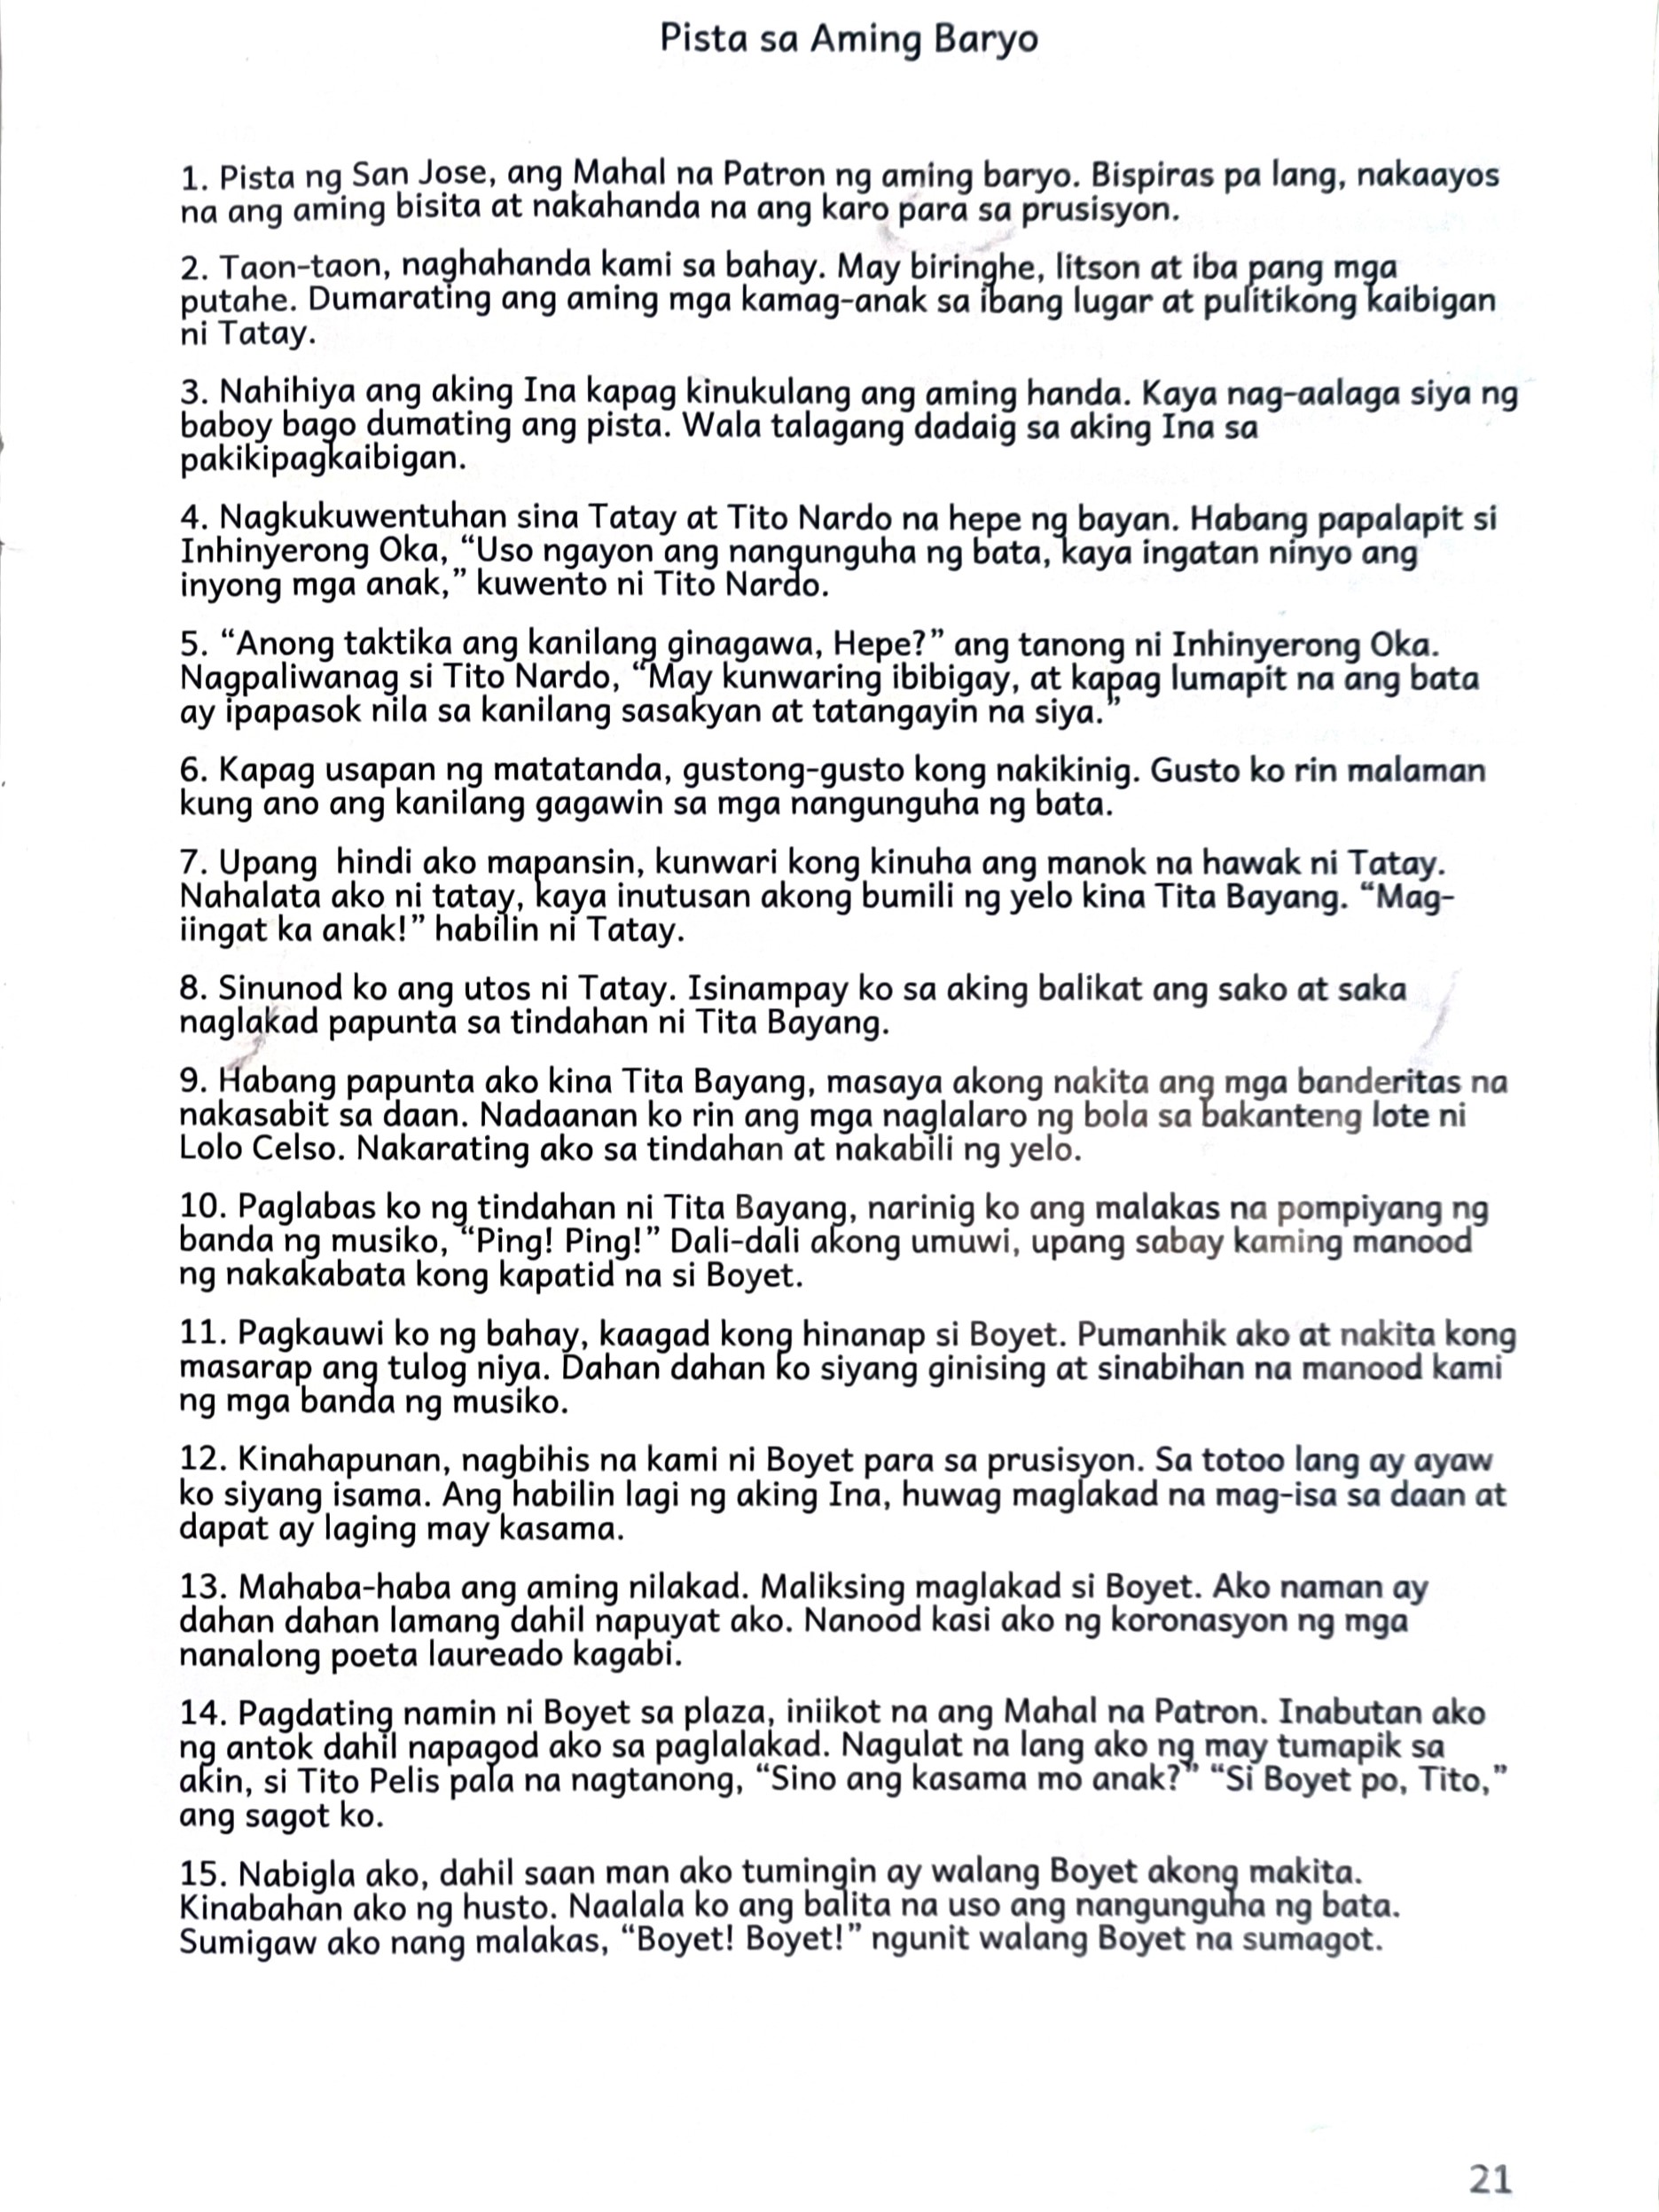 Pista sa Aming Baryo
1. Pista ng San Jose, ang Mahal na Patron ng aming baryo. Bispiras pa lang, nakaayos
na ang aming bisita at nakahanda na ang karo para sa prusisyon.
2. Taon-taon, naghahanda kami sa bahay. May biringhe, litson at iba pang mga
putahe. Dumarating ang aming mga kamag-anak sa ibang lugar at pulitikong kaibigan
ni Tatay.
3. Nahihiya ang aking Ina kapag kinukulang ang aming handa. Kaya nag-aalaga siya ng
baboy bago dumating ang pista. Wala talagang dadaig sa aking Ina sa
pakikipagkaibigan.
4. Nagkukuwentuhan sina Tatay at Tito Nardo na hepe ng bayan. Habang papalapit si
Inhinyerong Oka, “Uso ngayon ang nangunguha ng bata, kaya ingatan ninyo ang
inyong mga anak,” kuwento ni Tito Nardo.
5. “Anong taktika ang kanilang ginagawa, Hepe?” ang tanong ni Inhinyerong Oka.
Nagpaliwanag si Tito Nardo, “May kunwaring ibibigay, at kapag lumapit na ang bata
ay ipapasok nila sa kanilang sasakyan at tatangayin na siya.”
6. Kapag usapan ng matatanda, gustong-gusto kong nakikinig. Gusto ko rin malaman
kung ano ang kanilang gagawin sa mga nangunguha ng bata.
7. Upang  hindi ako mapansin, kunwari kong kinuha ang manok na hawak ni Tatay.
Nahalata ako ni tatay, kaya inutusan akong bumili ng yelo kina Tita Bayang. “Mag-
iingat ka anak!” habilin ni Tatay.
8. Sinunod ko ang utos ni Tatay. Isinampay ko sa aking balikat ang sako at saka
naglakad papunta sa tindahan ni Tita Bayang.
9. Habang papunta ako kina Tita Bayang, masaya akong nakita ang mga banderitas na
nakasabit sa daan. Nadaanan ko rin ang mga naglalaro ng bola sa bakanteng lote ni
Lolo Celso. Nakarating ako sa tindahan at nakabili ng yelo.
10. Paglabas ko ng tindahan ni Tita Bayang, narinig ko ang malakas na pompiyang ng
banda ng musiko, “Ping! Ping!” Dali-dali akong umuwi, upang sabay kaming manood
ng nakakabata kong kapatid na si Boyet.
11. Pagkauwi ko ng bahay, kaagad kong hinanap si Boyet. Pumanhik ako at nakita kong
masarap ang tulog niya. Dahan dahan ko siyang ginising at sinabihan na manood kami
ng mga banda ng musiko.
12. Kinahapunan, nagbihis na kami ni Boyet para sa prusisyon. Sa totoo lang ay ayaw
ko siyang isama. Ang habilin lagi ng aking Ina, huwag maglakad na mag-isa sa daan at
dapat ay laging may kasama.
13. Mahaba-haba ang aming nilakad. Maliksing maglakad si Boyet. Ako naman ay
dahan dahan lamang dahil napuyat ako. Nanood kasi ako ng koronasyon ng mga
nanalong poeta laureado kagabi.
14. Pagdating namin ni Boyet sa plaza, iniikot na ang Mahal na Patron. Inabutan ako
ng antok dahil napagod ako sa paglalakad. Nagulat na lang ako ng may tumapik sa
akin, si Tito Pelis pala na nagtanong, “Sino ang kasama mo anak?” “Si Boyet po, Tito,”
ang sagot ko.
15. Nabigla ako, dahil saan man ako tumingin ay walang Boyet akong makita.
Kinabahan ako ng husto. Naalala ko ang balita na uso ang nangunguha ng bata.
Sumigaw ako nang malakas, “Boyet! Boyet!” ngunit walang Boyet na sumagot.
21